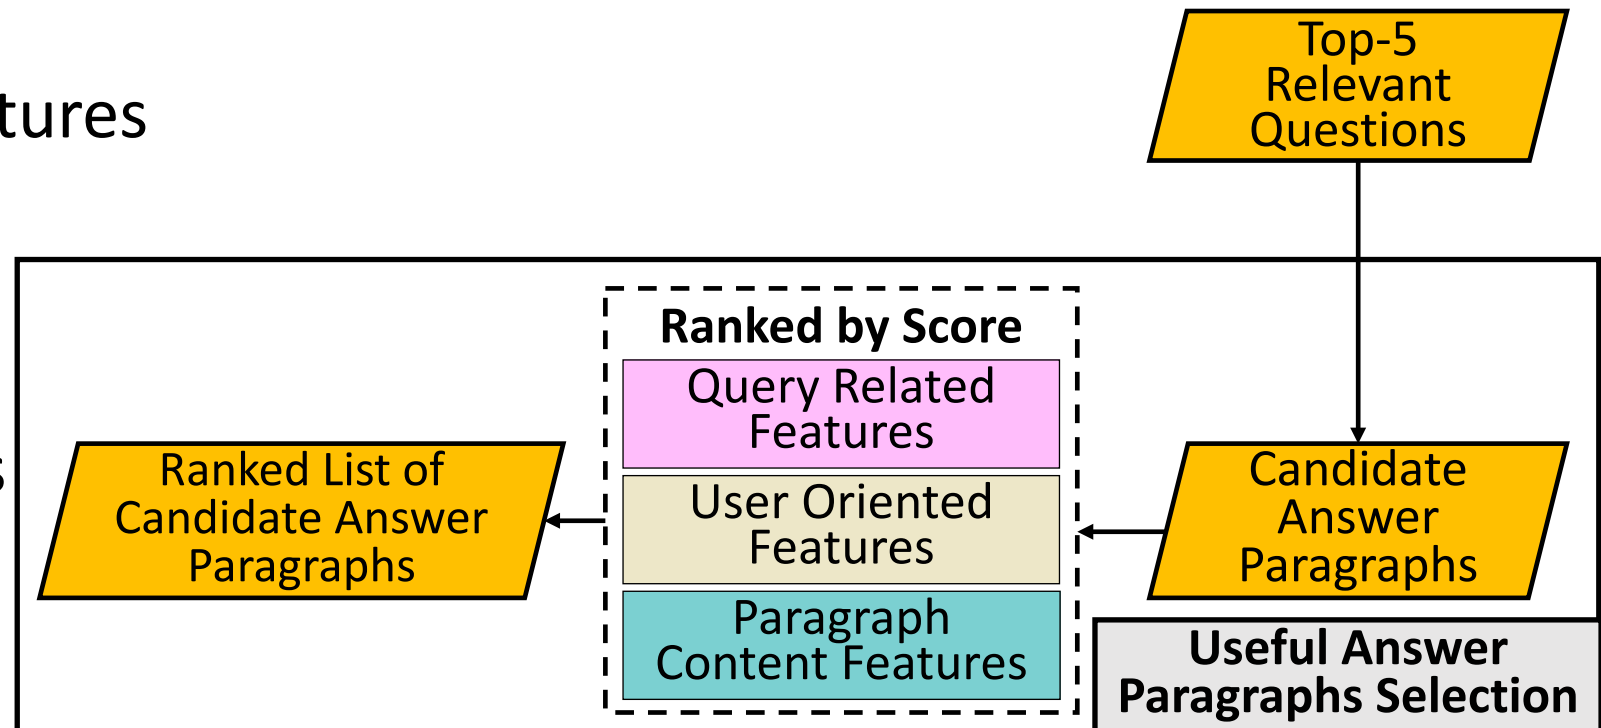 Top-5
Relevant
Questions
tures
Ranked by Score
Query Related
Features
User Oriented
Features
Paragraph
Content Features
s
Ranked List of
Candidate Answer
Paragraphs
Candidate
Answer
Paragraphs
Useful Answer
Paragraphs Selection